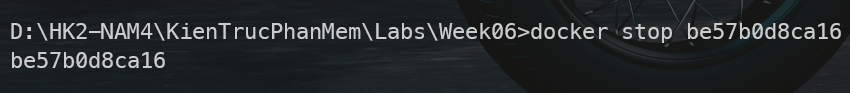 D:\HK2-NAM4\KienTrucPhanMem\Labs\Week06>docker stop be57b0d8ca16
be57b0d8ca16